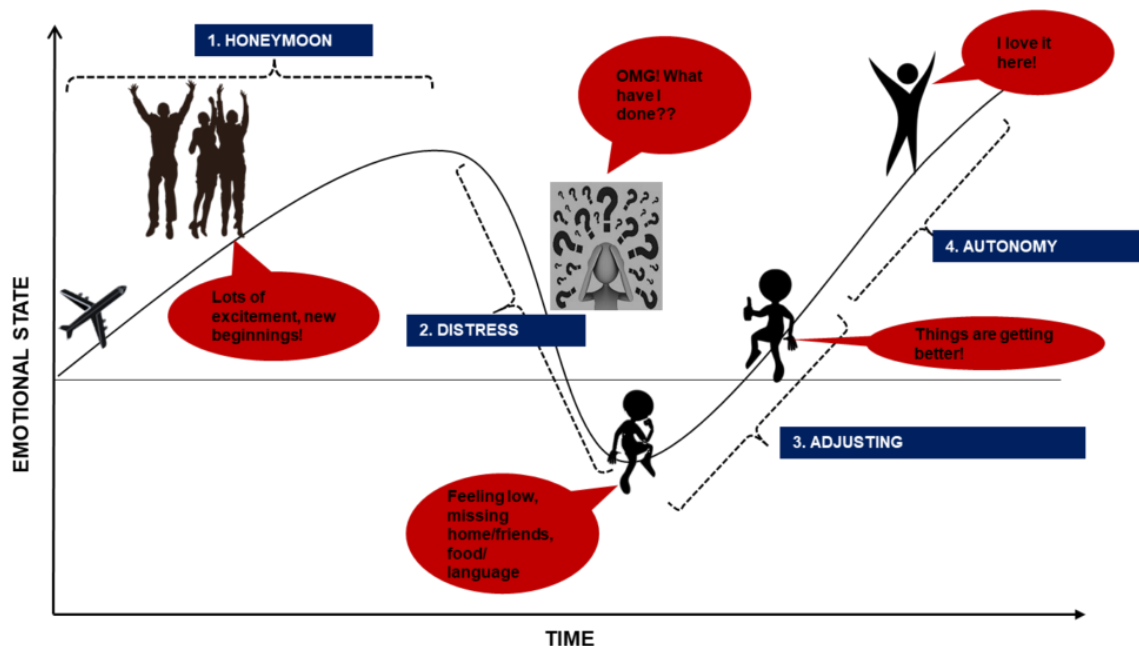 1. HONEYMOON
I love it
here!
OMG! What
have I
done??
4. AUTONOMY
Lots of
excitement, new
beginnings!
2. DISTRESS
Things are getting
better!
3. ADJUSTING
Feeling low,
missing
home/friends,
food/
language
EMOTIONAL STATE
TIME